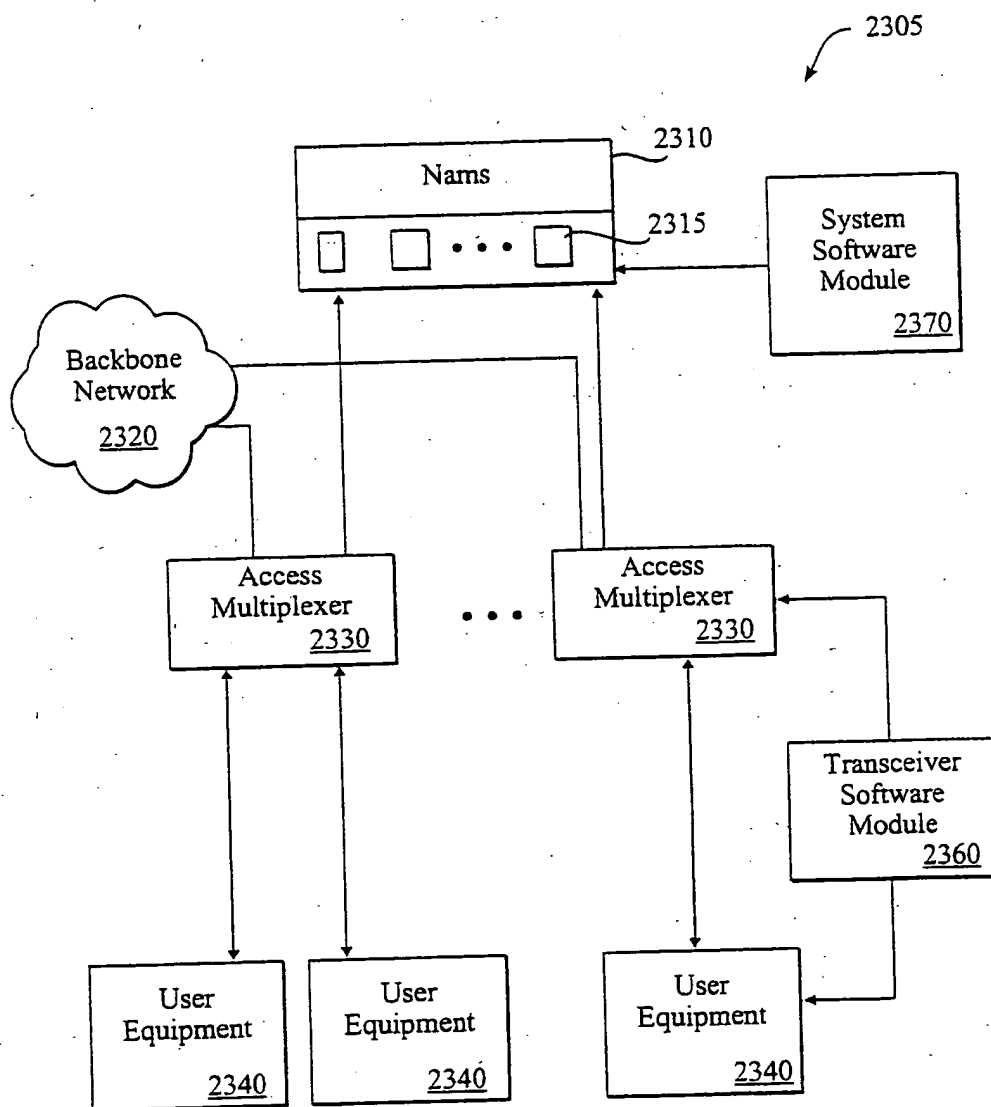 2305
2310
Nams
2315
System
Software
Module
2370
Backbone
Network
2320
Access
Multiplexer
2330
• • •
Access
Multiplexer
2330
Transceiver
Software
Module
2360
User
Equipment
2340
User
Equipment
2340
User
Equipment
2340